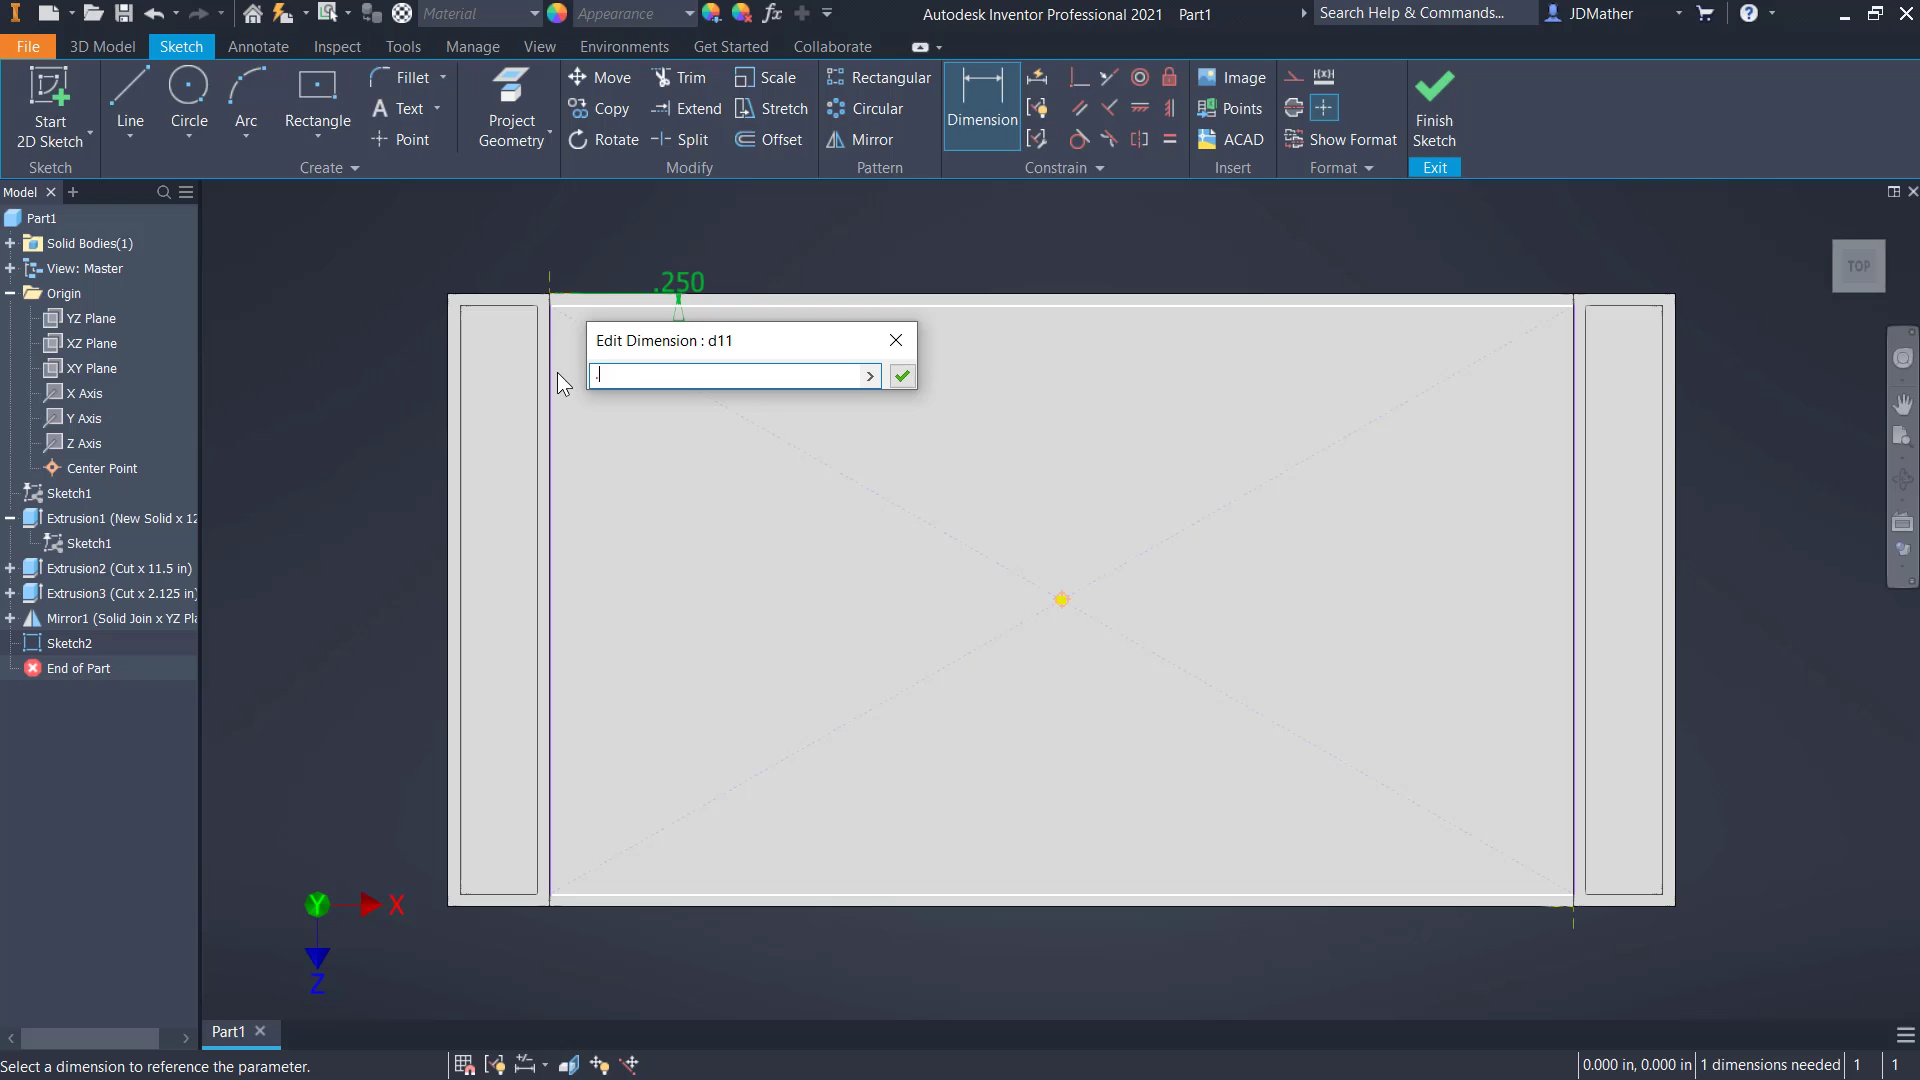 Material
Appearance
fx
Autodesk Inventor Professional 2021 Part1
Search Help & Commands...
JDMather
File
3D Model
Sketch
Annotate
Inspect
Tools
Manage
View
Environments
Get Started
Collaborate
Start
2D Sketch
Line
Circle
Arc
Rectangle
Fillet
Text
Point
Project
Geometry
Move
Copy
Rotate
Trim
Extend
Split
Scale
Stretch
Offset
Rectangular
Circular
Mirror
Dimension
Image
Points
ACAD
Show Format
Finish
Sketch
Sketch
Create
Modify
Pattern
Constrain
Insert
Format
Exit
Model
Part1
Solid Bodies(1)
View: Master
Origin
YZ Plane
XZ Plane
XY Plane
X Axis
Y Axis
Z Axis
Center Point
Sketch1
Extrusion1 (New Solid x 12
Sketch1
Extrusion2 (Cut x 11.5 in)
Extrusion3 (Cut x 2.125 in)
Mirror1 (Solid Join x YZ Pla
Sketch2
End of Part
.250
Edit Dimension : d11
.
TOP
Y
X
Z
Part1
Select a dimension to reference the parameter.
0.000 in, 0.000 in
1 dimensions needed
1
1